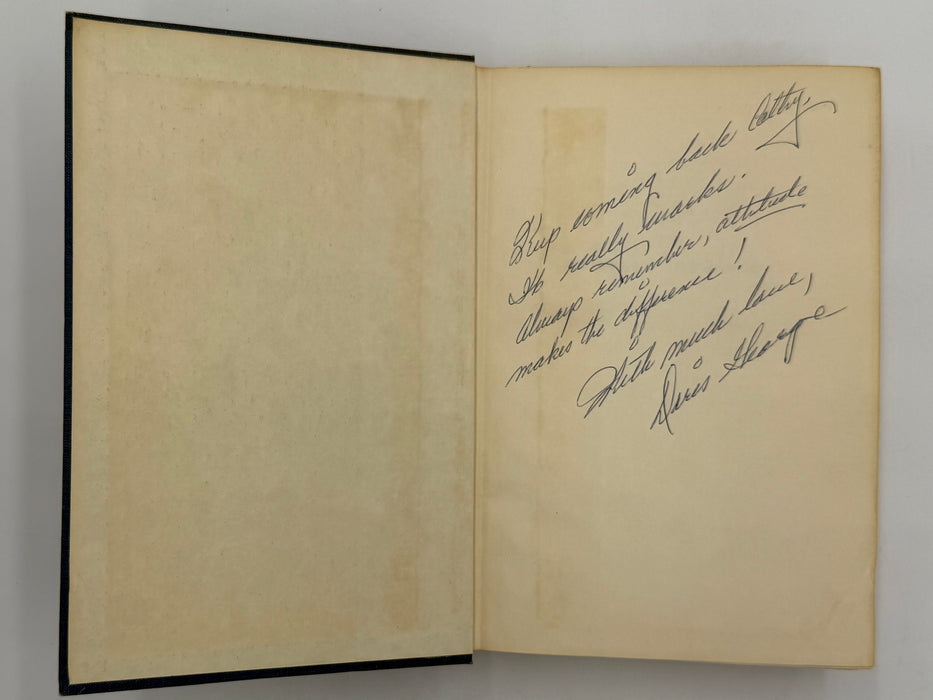 Keep coming back Cathy,
It really works.
Always remember, attitude
makes the difference!
With much love,
Doris George